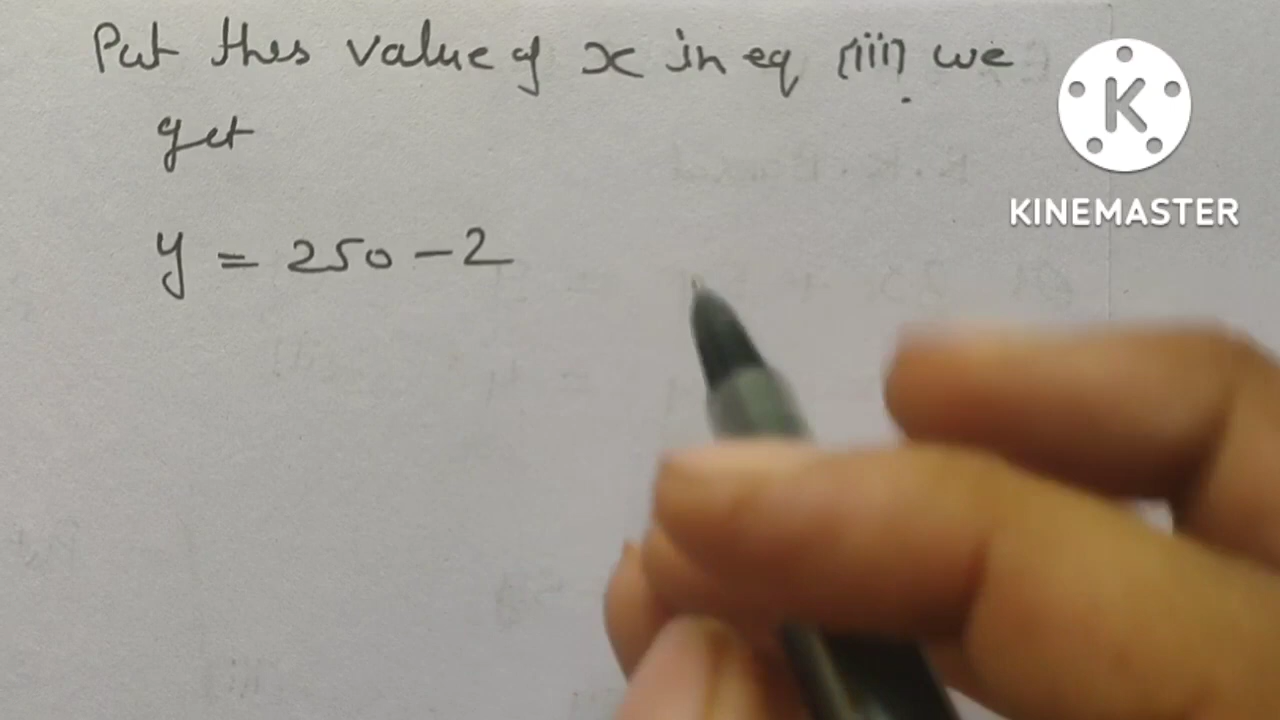 Put this value of x in eq (iii) we
get
y = 250 - 2
K
KINEMASTER